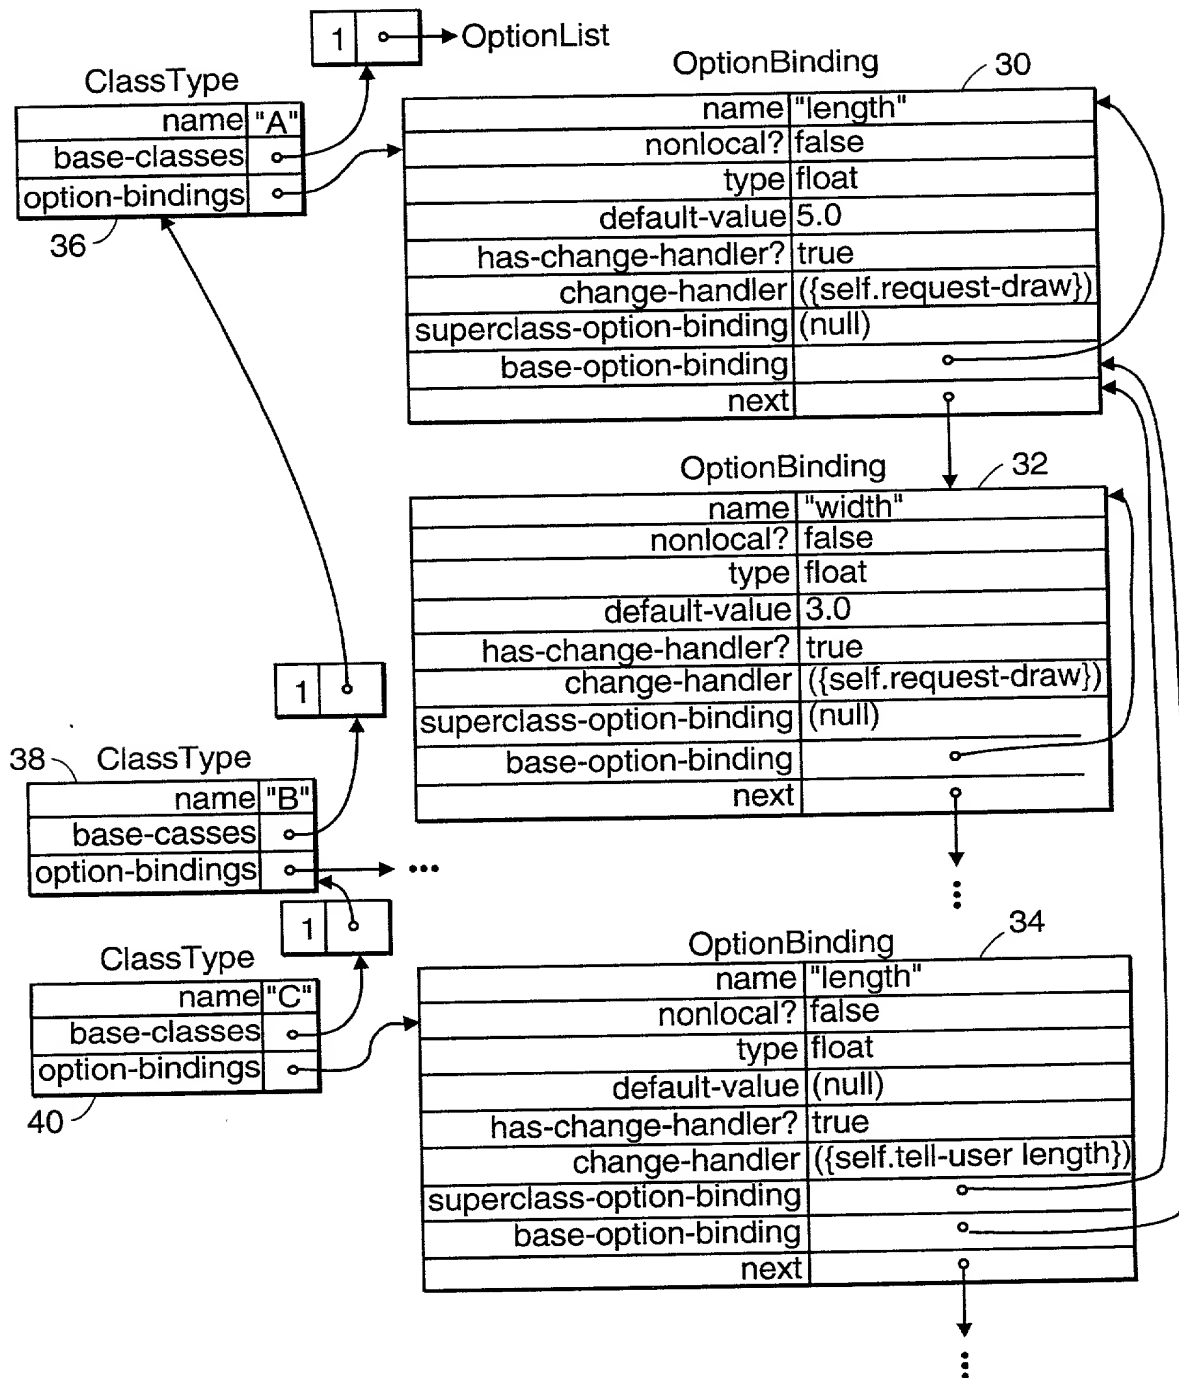 1 OptionList
ClassType
name "A"
base-classes
option-bindings
36
OptionBinding
30
name "length"
nonlocal? false
type float
default-value 5.0
has-change-handler? true
change-handler ({self.request-draw})
superclass-option-binding (null)
base-option-binding
next
OptionBinding
32
name "width"
nonlocal? false
type float
default-value 3.0
has-change-handler? true
change-handler ({self.request-draw})
superclass-option-binding (null)
base-option-binding
next
1
38
ClassType
name "B"
base-casses
option-bindings
1
ClassType
name "C"
base-classes
option-bindings
40
OptionBinding
34
name "length"
nonlocal? false
type float
default-value (null)
has-change-handler? true
change-handler ({self.tell-user length})
superclass-option-binding
base-option-binding
next